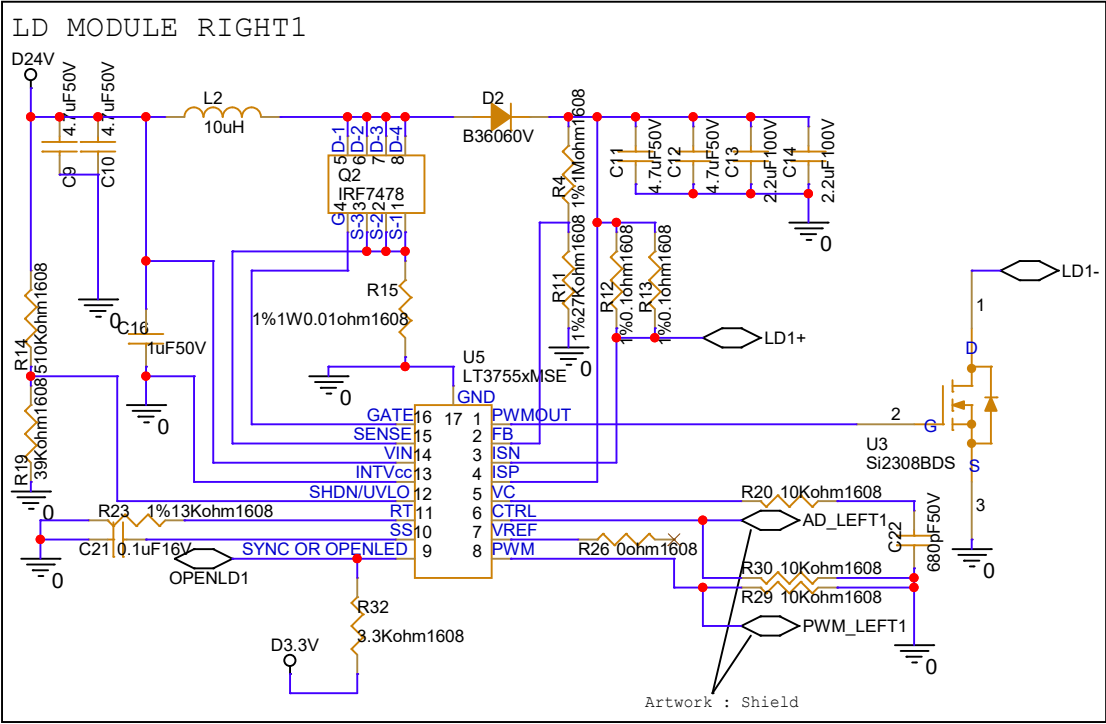 LD MODULE RIGHT1
D24V
4.7uF50V
4.7uF50V
C9
C10
L2
10uH
D-1
D-2
D-3
D-4
5
6
7
8
Q2
IRF7478
4
3
2
1
G
S-3
S-2
S-1
D2
B36060V
R4
1%1Mohm1608
C11
4.7uF50V
C12
4.7uF50V
C13
2.2uF100V
C14
2.2uF100V
0
R11
1%27Kohm1608
R12
1%0.1ohm1608
R13
1%0.1ohm1608
0
LD1+
LD1-
1
D
2
G
U3
Si2308BDS
S
3
0
R15
1%1W0.01ohm1608
0
0
C16
1uF50V
0
R14
510Kohm1608
R19
39Kohm1608
0
U5
LT3755xMSE
GND
17
GATE 16
SENSE 15
VIN 14
INTVcc 13
SHDN/UVLO 12
RT 11
SS 10
SYNC OR OPENLED 9
1 PWMOUT
2 FB
3 ISN
4 ISP
5 VC
6 CTRL
7 VREF
8 PWM
R23 1%13Kohm1608
C21 0.1uF16V
0
OPENLD1
R32
3.3Kohm1608
D3.3V
R20 10Kohm1608
AD_LEFT1
C22
680pF50V
R26 0ohm1608
R30 10Kohm1608
R29 10Kohm1608
PWM_LEFT1
0
Artwork : Shield